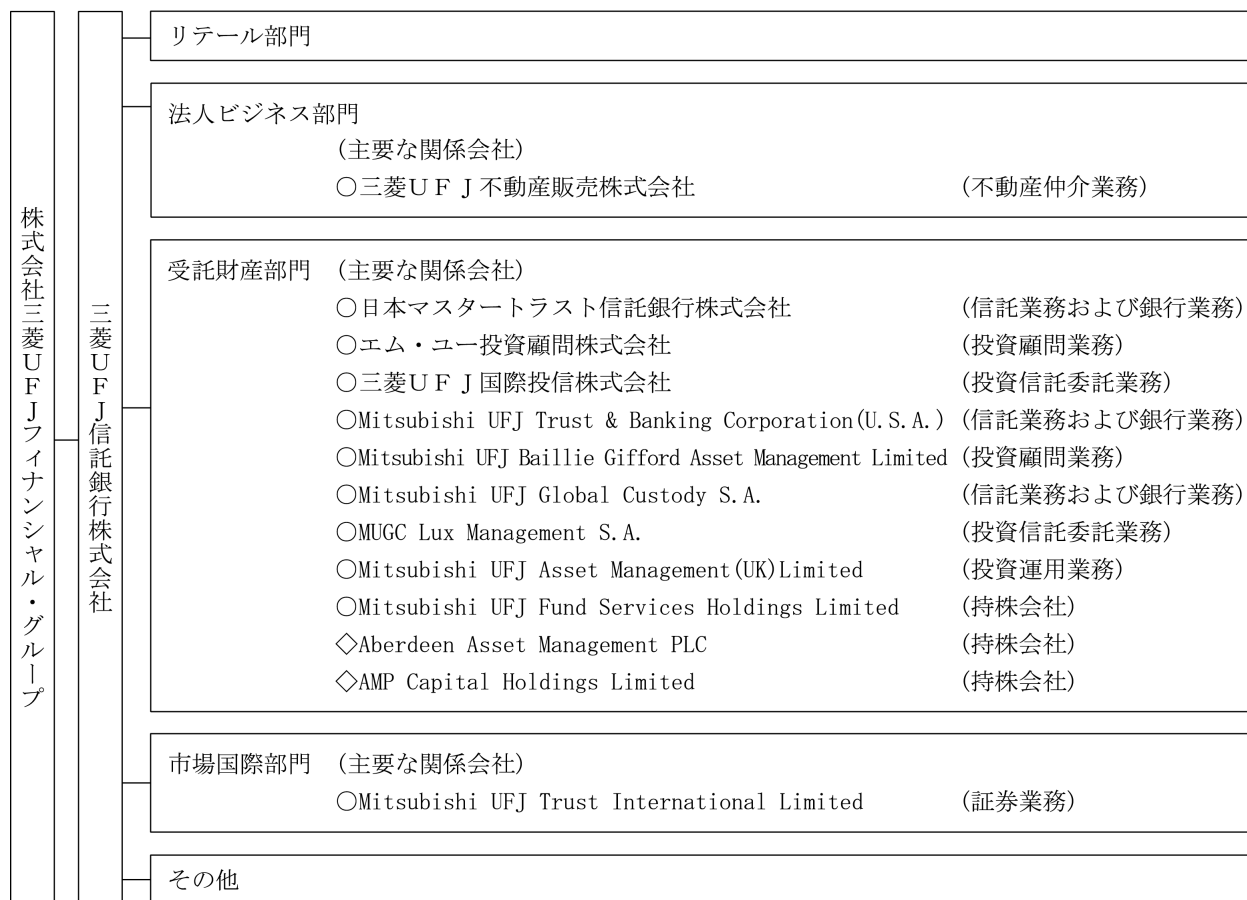 株式会社三菱ＵＦＪフィナンシャル・グループ
三菱ＵＦＪ信託銀行株式会社
リテール部門
法人ビジネス部門
(主要な関係会社)
○三菱ＵＦＪ不動産販売株式会社 (不動産仲介業務)
受託財産部門 (主要な関係会社)
○日本マスタートラスト信託銀行株式会社 (信託業務および銀行業務)
○エム・ユー投資顧問株式会社 (投資顧問業務)
○三菱ＵＦＪ国際投信株式会社 (投資信託委託業務)
○Mitsubishi UFJ Trust & Banking Corporation(U.S.A.) (信託業務および銀行業務)
○Mitsubishi UFJ Baillie Gifford Asset Management Limited (投資顧問業務)
○Mitsubishi UFJ Global Custody S.A. (信託業務および銀行業務)
○MUGC Lux Management S.A. (投資信託委託業務)
○Mitsubishi UFJ Asset Management(UK)Limited (投資運用業務)
○Mitsubishi UFJ Fund Services Holdings Limited (持株会社)
◇Aberdeen Asset Management PLC (持株会社)
◇AMP Capital Holdings Limited (持株会社)
市場国際部門 (主要な関係会社)
○Mitsubishi UFJ Trust International Limited (証券業務)
その他